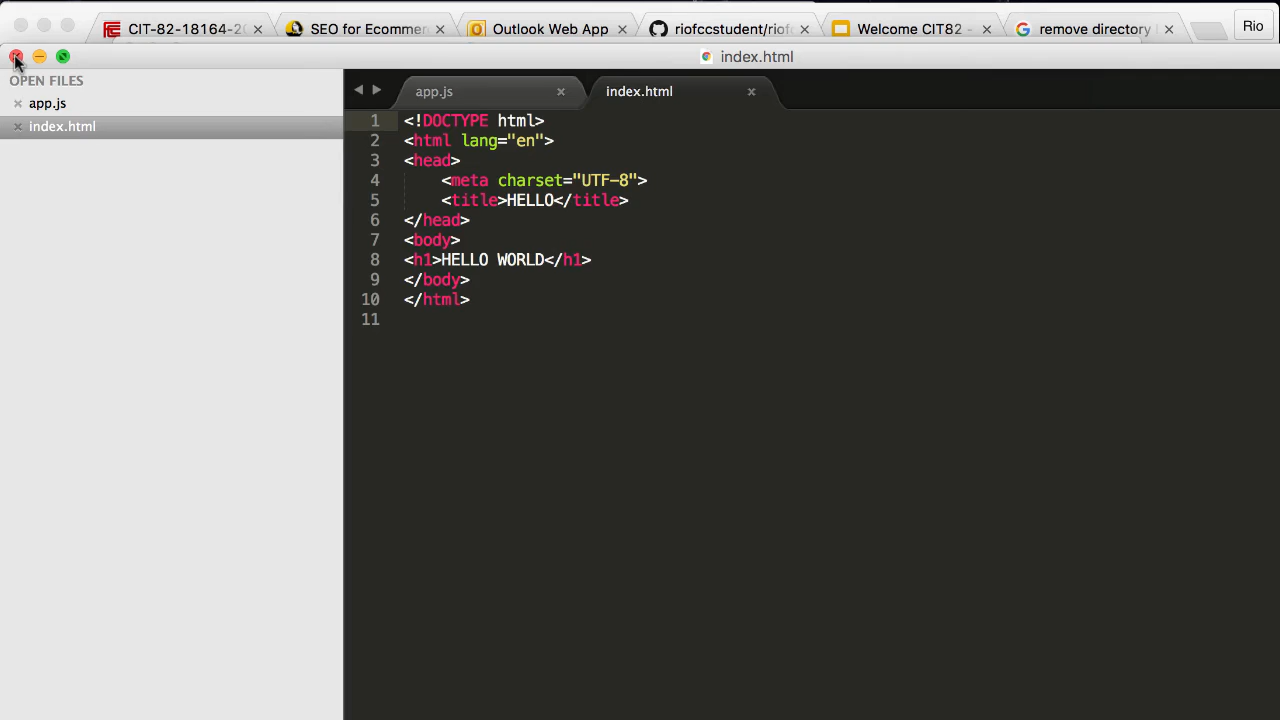 CIT-82-18164-20 SEO for Ecommerc Outlook Web App riofccstudent/riof Welcome CIT82 - remove directory Rio
index.html
OPEN FILES
app.js
index.html
app.js index.html
1 <!DOCTYPE html>
2 <html lang="en">
3 <head>
4 <meta charset="UTF-8">
5 <title>HELLO</title>
6 </head>
7 <body>
8 <h1>HELLO WORLD</h1>
9 </body>
10 </html>
11